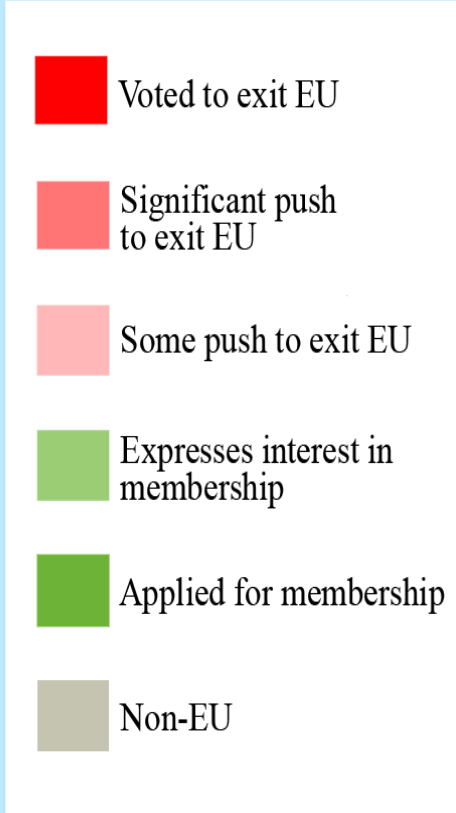 Voted to exit EU
Significant push
to exit EU
Some push to exit EU
Expresses interest in
membership
Applied for membership
Non-EU